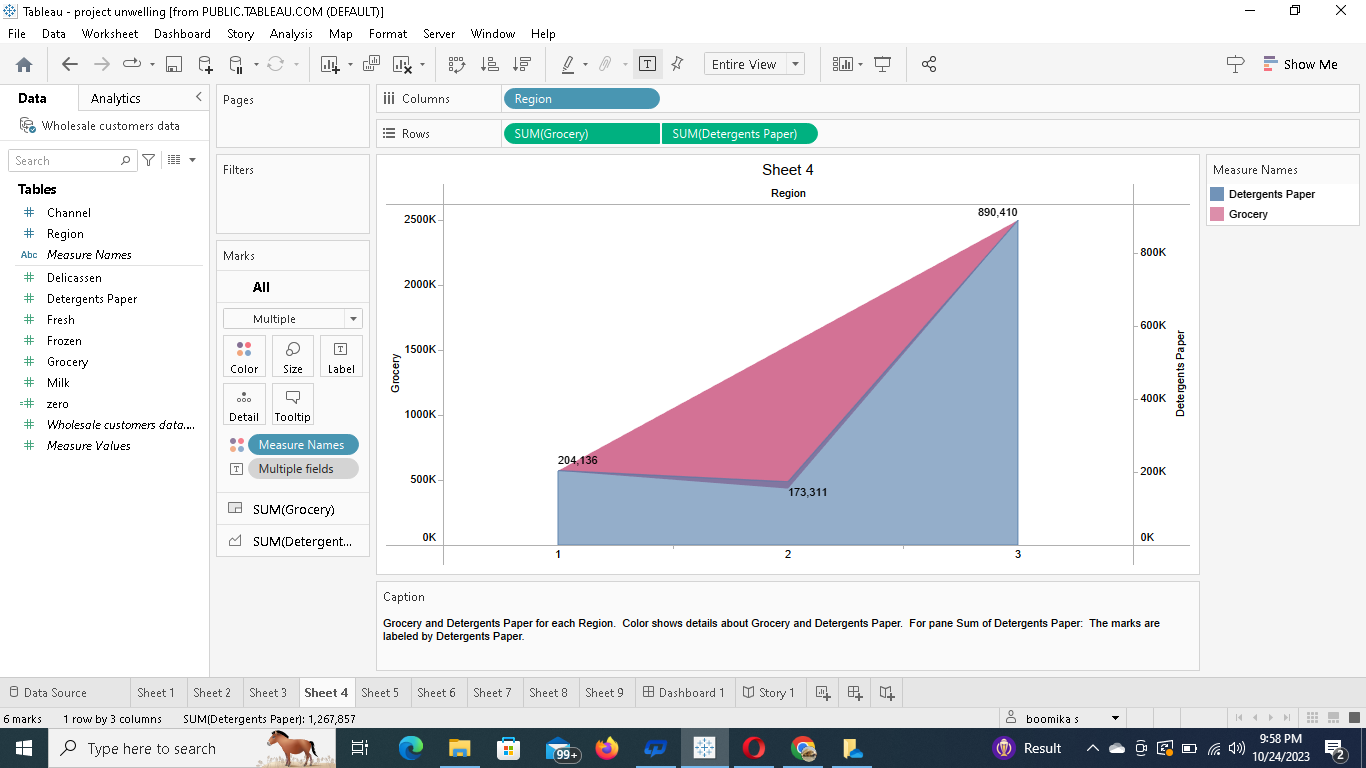 Tableau - project unwelling [from PUBLIC.TABLEAU.COM (DEFAULT)]
File Data Worksheet Dashboard Story Analysis Map Format Server Window Help
Entire View
Show Me
Data Analytics
Wholesale customers data
Search
Tables
Channel
Region
Abc Measure Names
Delicassen
Detergents Paper
Fresh
Frozen
Grocery
Milk
zero
Wholesale customers data....
Measure Values
Pages
Filters
Marks
All
Multiple
Color Size Label
Detail Tooltip
Measure Names
Multiple fields
SUM(Grocery)
SUM(Detergent...
Columns Region
Rows SUM(Grocery) SUM(Detergents Paper)
Sheet 4
Region
2500K
2000K
1500K
1000K
500K
0K
Grocery
890,410
204,136
173,311
1 2 3
800K
600K
400K
200K
0K
Detergents Paper
Measure Names
Detergents Paper
Grocery
Caption
Grocery and Detergents Paper for each Region.  Color shows details about Grocery and Detergents Paper.  For pane Sum of Detergents Paper:  The marks are
labeled by Detergents Paper.
Data Source Sheet 1 Sheet 2 Sheet 3 Sheet 4 Sheet 5 Sheet 6 Sheet 7 Sheet 8 Sheet 9 Dashboard 1 Story 1
6 marks 1 row by 3 columns SUM(Detergents Paper): 1,267,857 boomika s
Type here to search 99+ Result 9:58 PM
10/24/2023 2